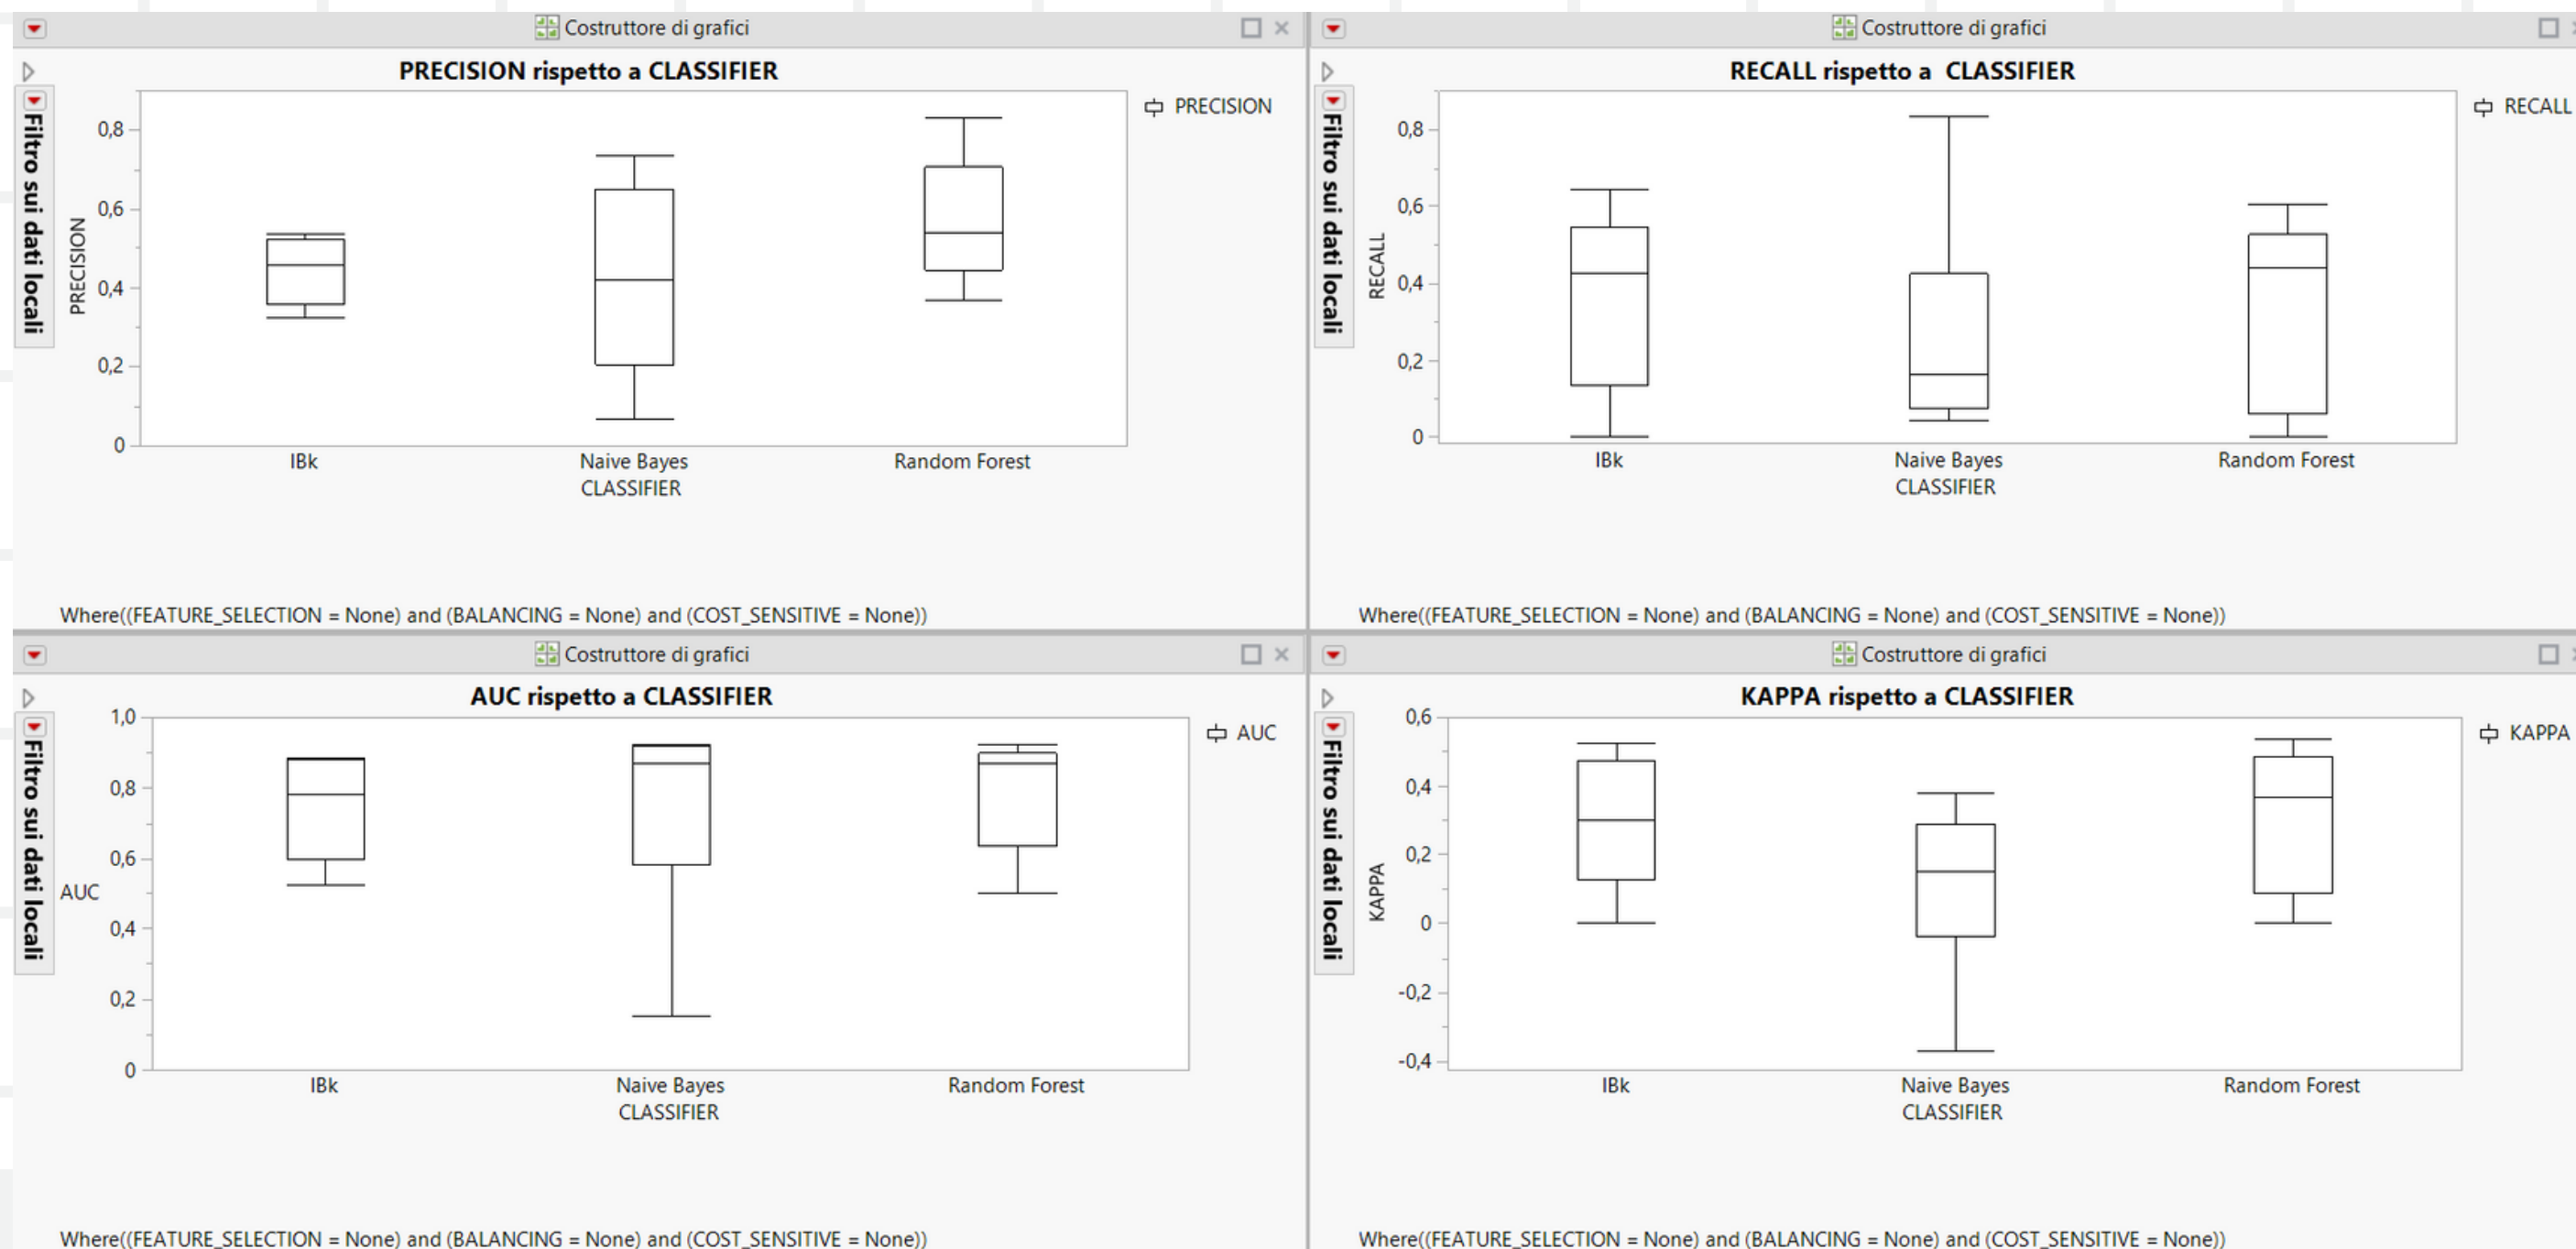 Costruttore di grafici
PRECISION rispetto a CLASSIFIER
Filtro sui dati locali
PRECISION
0,8
0,6
0,4
0,2
0
IBk
Naive Bayes
Random Forest
CLASSIFIER
PRECISION
Where((FEATURE_SELECTION = None) and (BALANCING = None) and (COST_SENSITIVE = None))
Costruttore di grafici
RECALL rispetto a CLASSIFIER
Filtro sui dati locali
RECALL
0,8
0,6
0,4
0,2
0
IBk
Naive Bayes
Random Forest
CLASSIFIER
RECALL
Where((FEATURE_SELECTION = None) and (BALANCING = None) and (COST_SENSITIVE = None))
Costruttore di grafici
AUC rispetto a CLASSIFIER
Filtro sui dati locali
AUC
1,0
0,8
0,6
0,4
0,2
0
IBk
Naive Bayes
Random Forest
CLASSIFIER
AUC
Where((FEATURE_SELECTION = None) and (BALANCING = None) and (COST_SENSITIVE = None))
Costruttore di grafici
KAPPA rispetto a CLASSIFIER
Filtro sui dati locali
KAPPA
0,6
0,4
0,2
0
-0,2
-0,4
IBk
Naive Bayes
Random Forest
CLASSIFIER
KAPPA
Where((FEATURE_SELECTION = None) and (BALANCING = None) and (COST_SENSITIVE = None))